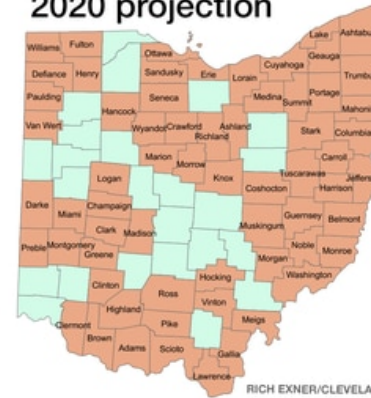 2020 projection
Lake Ashtabu
Williams Fulton
Ottawa
Geauga
Cuyahoga
Defiance Henry
Sandusky Erie Lorain
Trumbu
Paulding
Seneca
Medina Summit Portage
Mahoni
Hancock
Van Wert
Wyandot Crawford Ashland
Richland
Stark Columbia
Marion Morrow
Carroll
Logan
Knox
Tuscarawas
Jeffers
Coshocton
Harrison
Darke
Champaign
Miami
Guernsey Belmont
Clark Madison
Muskingum
Preble Montgomery
Noble Monroe
Greene
Morgan
Hocking
Washington
Clinton
Ross
Vinton
Highland
Clermont
Pike
Meigs
Brown Adams Scioto
Gallia
Lawrence
RICH EXNER/CLEVELA